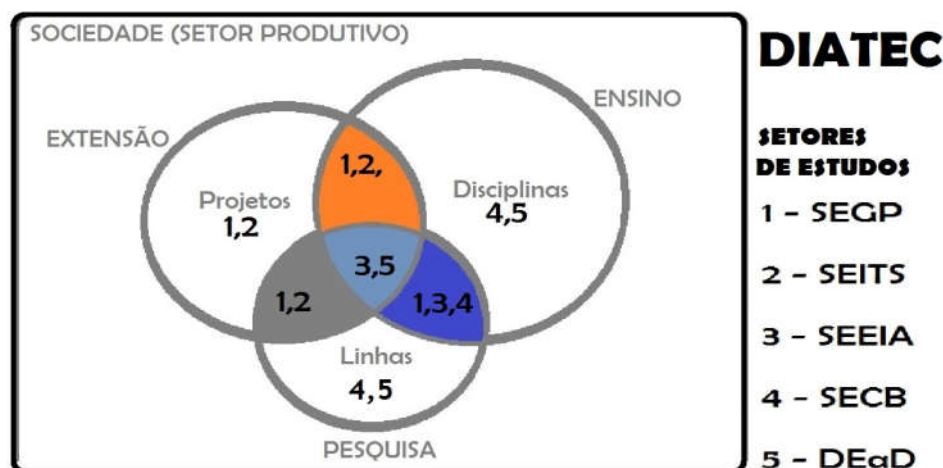 SOCIEDADE (SETOR PRODUTIVO)
DIATEC
ENSINO
EXTENSÃO
SETORES
DE ESTUDOS
1,2,
Projetos
1,2
Disciplinas
4,5
1 - SEGP
3,5
2 - SEITS
1,2
1,3,4
3 - SEEIA
Linhas
4,5
4 - SECB
PESQUISA
5 - DEaD